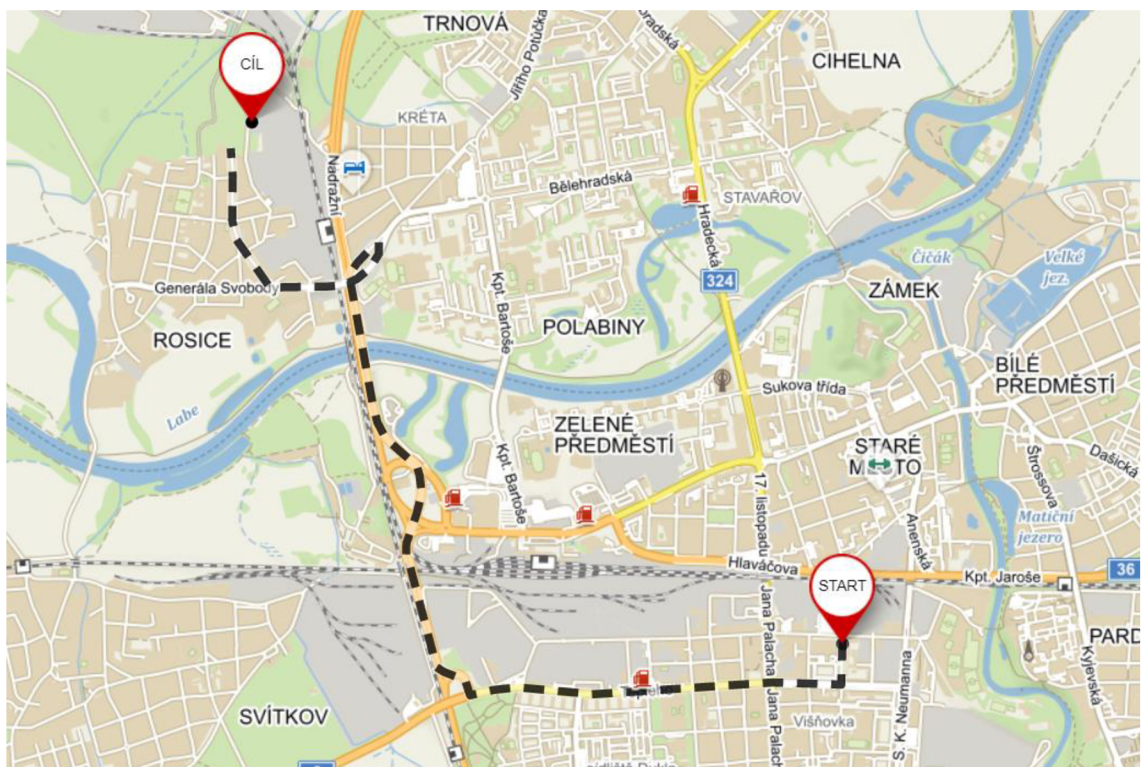 TRNOVÁ
CIHELNA
CÍL
Jiřího Potůčka
KRÉTA
Nádražní
Bělehradská
STAVAŘOV
Hradecká
324
Čičák
Velké
jez.
ZÁMEK
Generála Svobody
Kpt. Bartoše
ROSICE
POLABINY
BÍLÉ
PŘEDMĚSTÍ
Sukova třída
Labe
ZELENÉ
PŘEDMĚSTÍ
STARÉ
Dašická
Štrossova
Kpt. Bartoše
17. listopadu
Anenská
Matiční
jezero
Hlaváčova
Kpt. Jaroše
36
START
Jana Palacha
PARD
Kyjevská
S. K. Neumanna
SVÍTKOV
Jana Palach
Višňovka